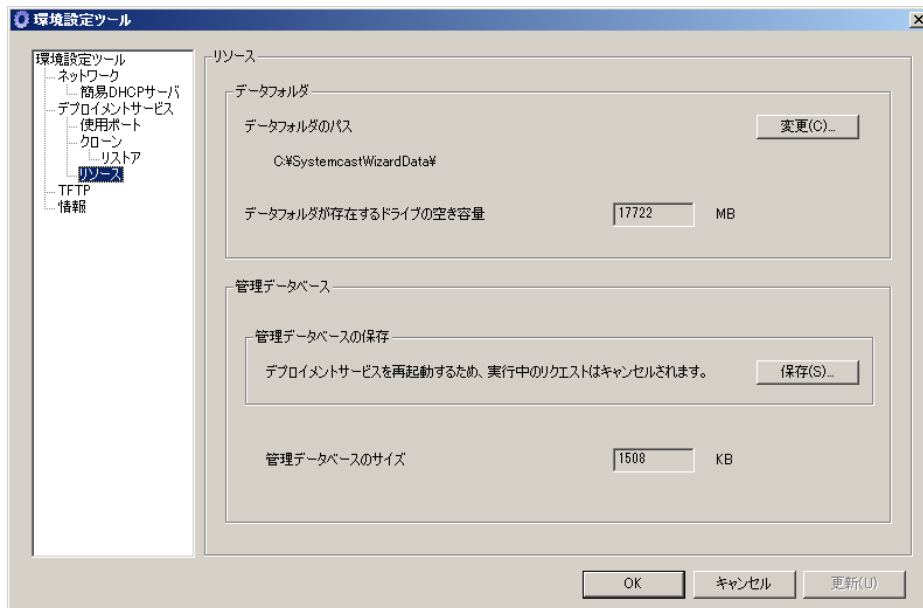 環境設定ツール
環境設定ツール
ネットワーク
簡易DHCPサーバ
デプロイメントサービス
使用ポート
クローン
リストア
リソース
TFTP
情報
リソース
データフォルダ
データフォルダのパス
変更(C)...
C:¥SystemcastWizardData¥
データフォルダが存在するドライブの空き容量
17722
MB
管理データベース
管理データベースの保存
デプロイメントサービスを再起動するため、実行中のリクエストはキャンセルされます。
保存(S)...
管理データベースのサイズ
1508
KB
OK
キャンセル
更新(U)